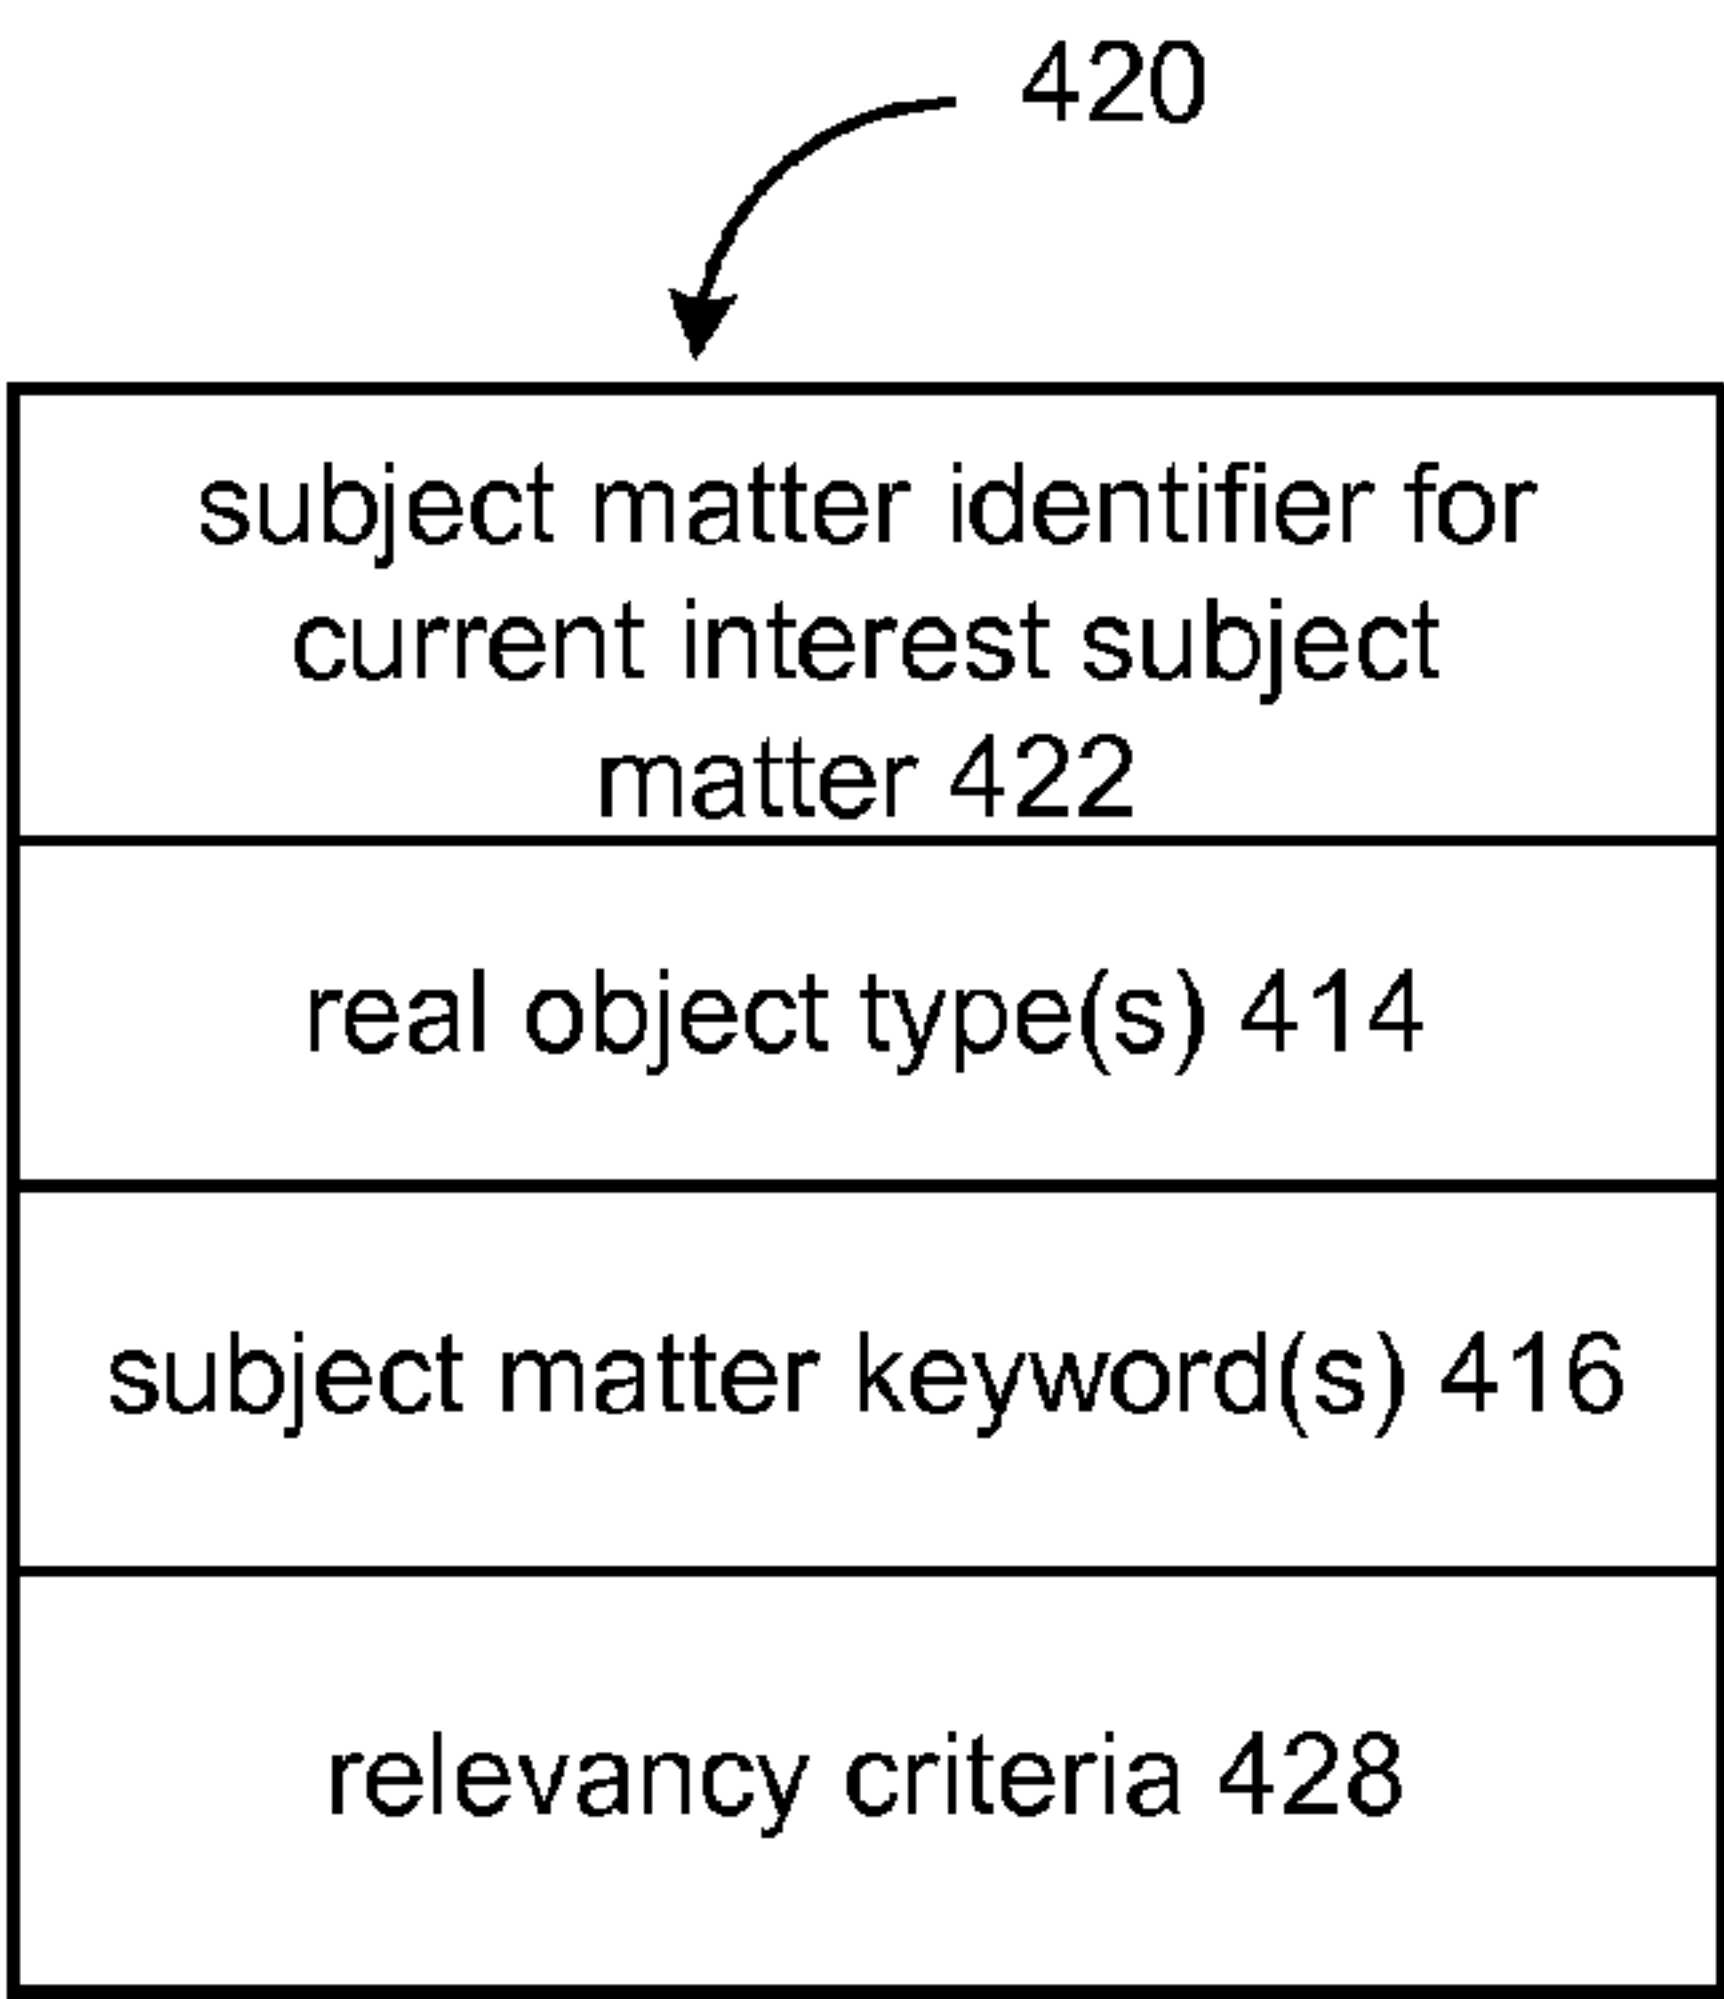 420
subject matter identifier for
current interest subject
matter 422
real object type(s) 414
subject matter keyword(s) 416
relevancy criteria 428